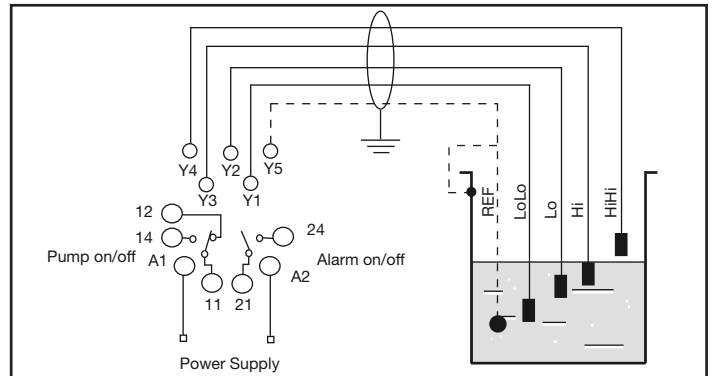 Y4
Y3
Y2
Y1
Y5
12
14
A1
11
21
A2
24
Pump on/off
Alarm on/off
Power Supply
REF
LoLo
Lo
Hi
HiHi